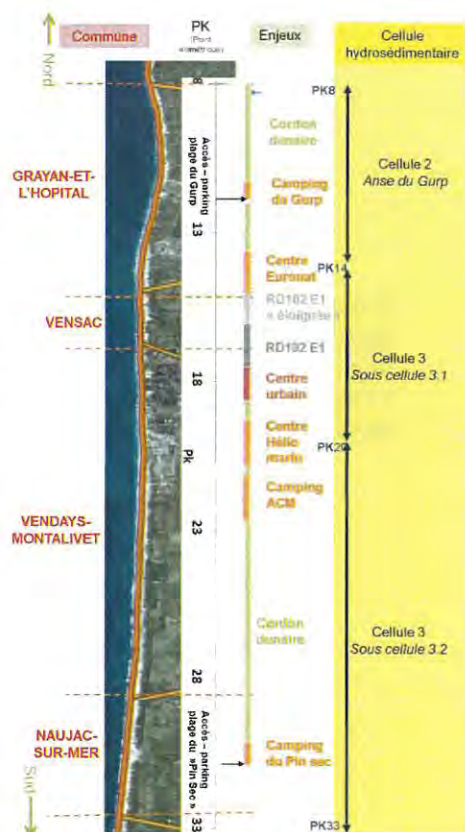 Nord
Commune
PK
(Point
Enjeux
Cellule
hydrosédimentaire
8
PK8
Accès – parking
plage du Gurp
Cordon
dunaire
GRAYAN-ET-
L'HOPITAL
Cellule 2
Anse du Gurp
Camping
du Gurp
13
Centre
Euronat
PK14
RD102 E1
« éloignée »
VENSAC
RD102 E1
Cellule 3
Sous cellule 3.1
18
Centre
urbain
Centre
Hélio
marin
PK20
Pk
Camping
ACM
VENDAYS-
MONTALIVET
23
Cordon
dunaire
Cellule 3
Sous cellule 3.2
28
Accès – parking
plage du »Pin Sec «
NAUJAC-
SUR-MER
Camping
du Pin sec
Sud
33
PK33